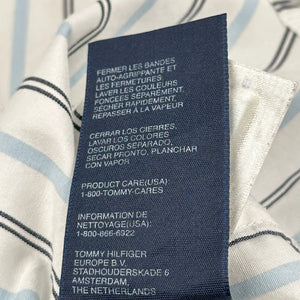 FERMER LES BANDES
AUTO-AGRIPPANTE ET
LES FERMETURES.
LAVER LES COULEURS
FONCÉES SÉPARÉMENT.
SÉCHER RAPIDEMENT.
REPASSER À LA VAPEUR
CERRAR LOS CIERRES.
LAVAR LOS COLORES
OSCUROS SEPARADO,
SECAR PRONTO, PLANCHAR
CON VAPOR
PRODUCT CARE(USA):
1-800-TOMMY-CARES
INFORMATION DE
NETTOYAGE(USA):
1-800-866-6922
TOMMY HILFIGER
EUROPE B.V.
STADHOUDERSKADE 6
AMSTERDAM
THE NETHERLANDS